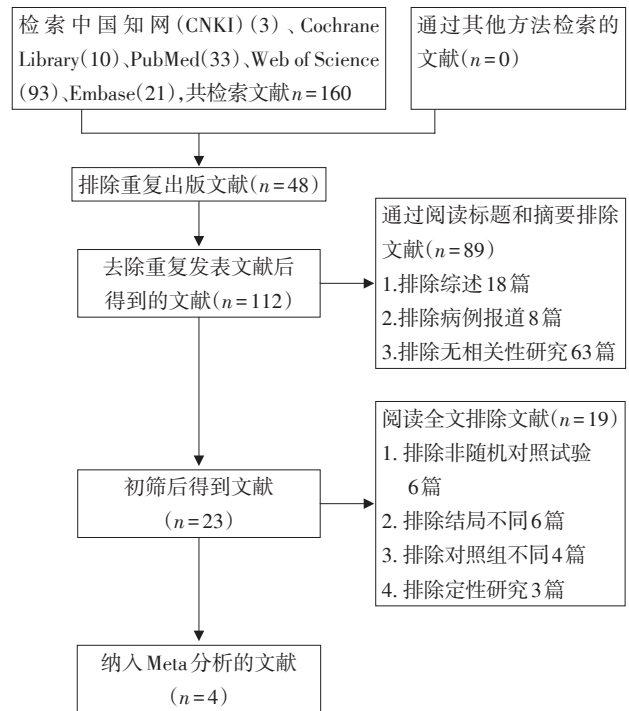 检索中国知网(CNKI)(3)、Cochrane
Library(10)、PubMed(33)、Web of Science
(93)、Embase(21),共检索文献n=160
通过其他方法检索的
文献(n=0)
排除重复出版文献(n=48)
去除重复发表文献后
得到的文献(n=112)
通过阅读标题和摘要排除
文献(n=89)
1.排除综述18篇
2.排除病例报道8篇
3.排除无相关性研究63篇
初筛后得到文献
(n=23)
阅读全文排除文献(n=19)
1. 排除非随机对照试验
6篇
2. 排除结局不同6篇
3. 排除对照组不同4篇
4. 排除定性研究3篇
纳入Meta分析的文献
(n=4)